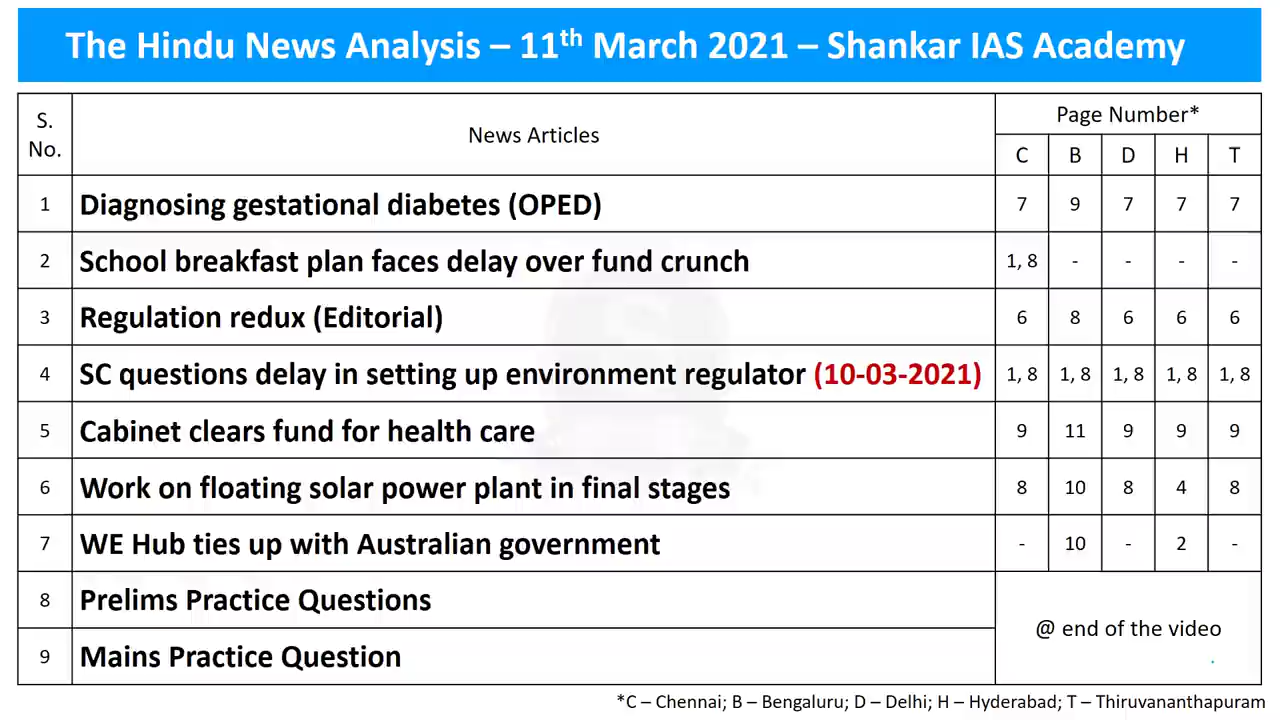 The Hindu News Analysis – 11th March 2021 – Shankar IAS Academy
S. No. News Articles Page Number*
C B D H T
1 Diagnosing gestational diabetes (OPED) 7 9 7 7 7
2 School breakfast plan faces delay over fund crunch 1, 8 - - - -
3 Regulation redux (Editorial) 6 8 6 6 6
4 SC questions delay in setting up environment regulator (10-03-2021) 1, 8 1, 8 1, 8 1, 8 1, 8
5 Cabinet clears fund for health care 9 11 9 9 9
6 Work on floating solar power plant in final stages 8 10 8 4 8
7 WE Hub ties up with Australian government - 10 - 2 -
8 Prelims Practice Questions
@ end of the video
9 Mains Practice Question
*C – Chennai; B – Bengaluru; D – Delhi; H – Hyderabad; T – Thiruvananthapuram